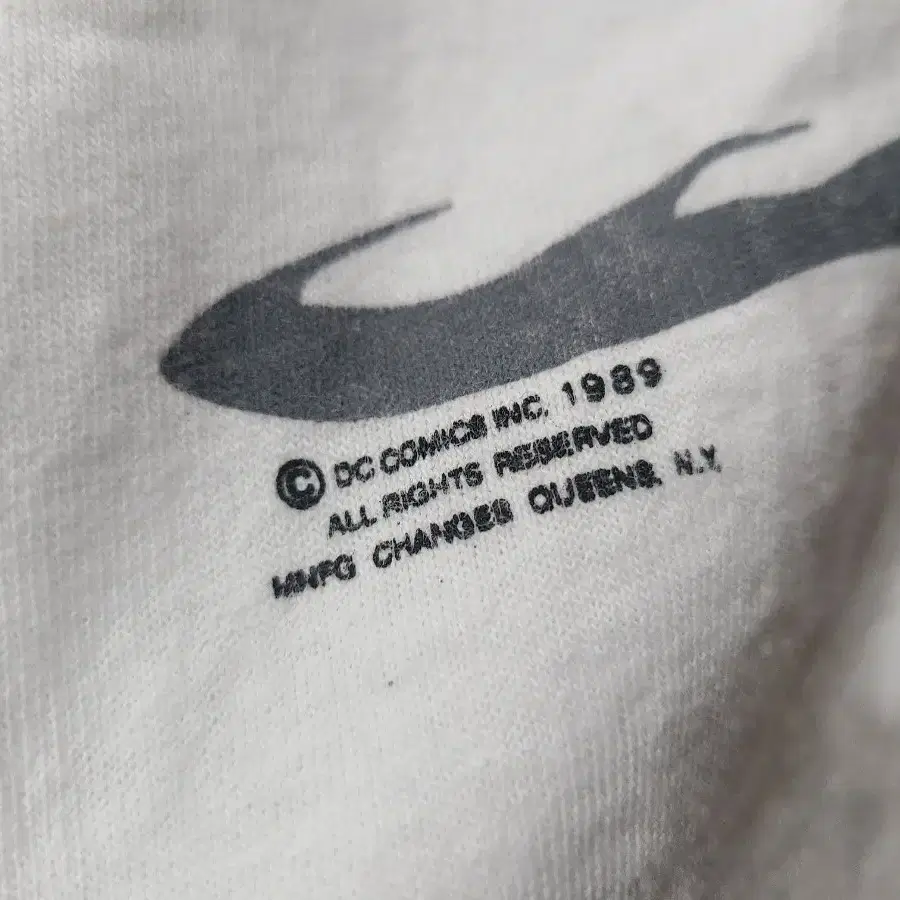 © DC COMICS INC. 1989
ALL RIGHTS RESERVED
MNFG CHANGES QUEENS, N.Y.